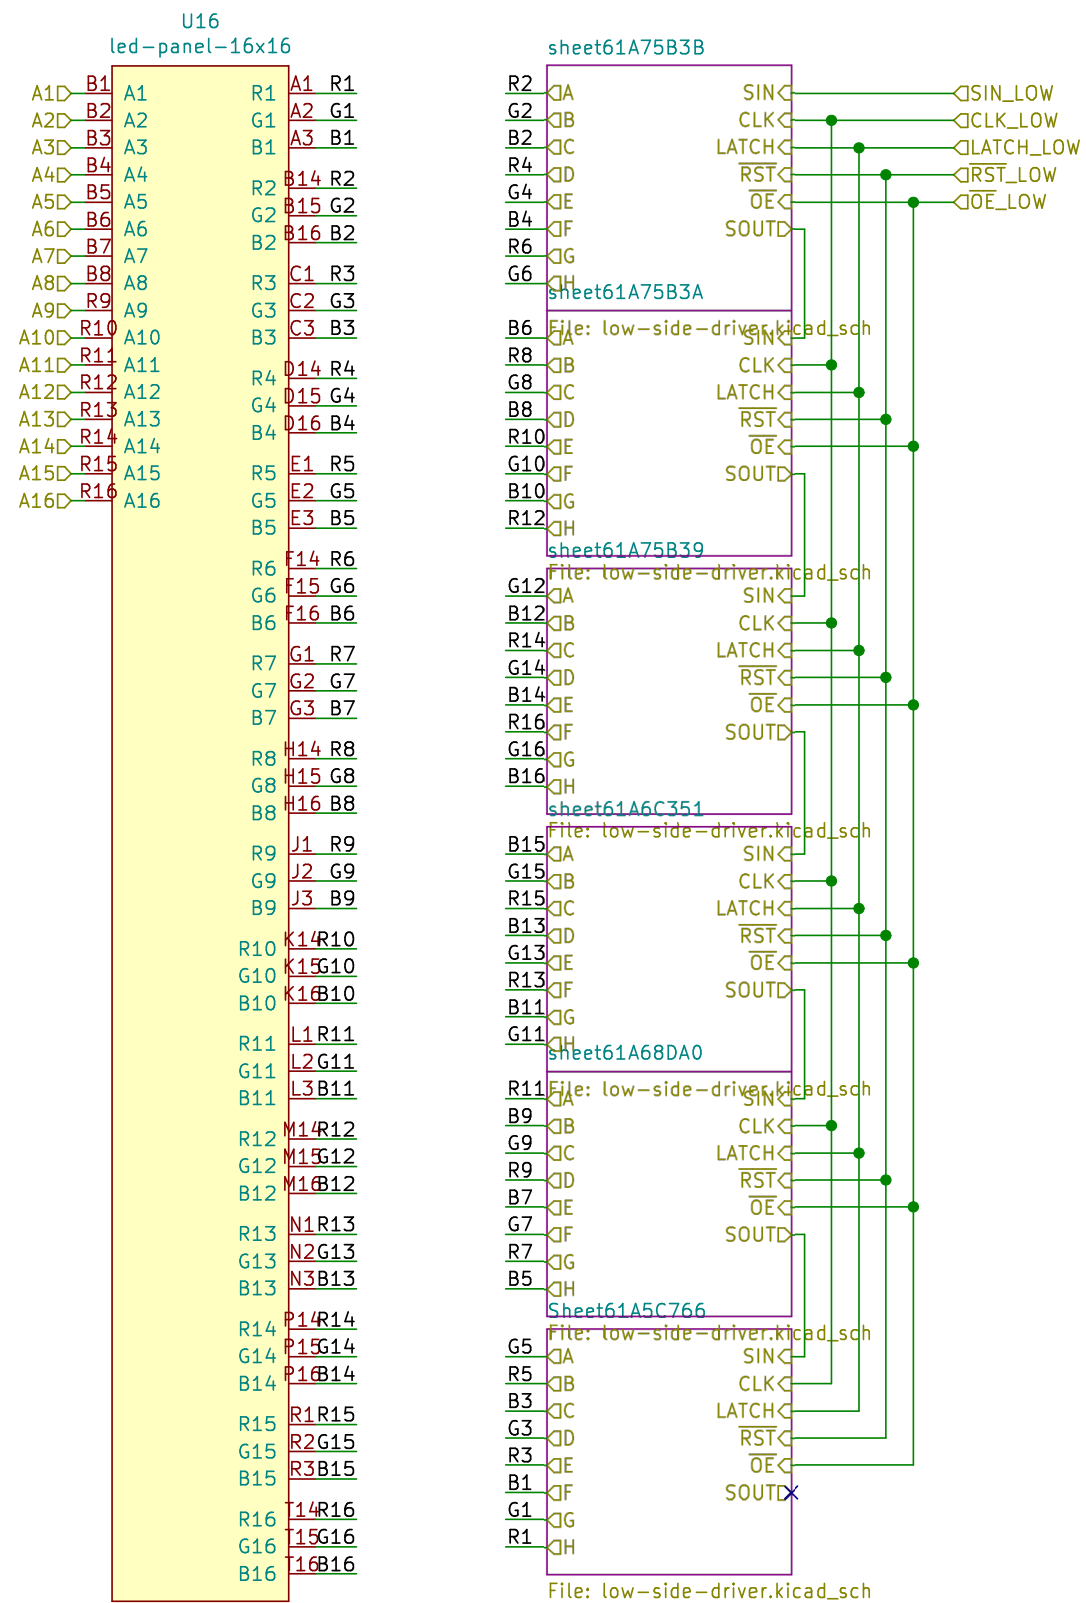 U16
led-panel-16x16
A1 B1 A1 R1 A1 R1
A2 B2 A2 G1 A2 G1
A3 B3 A3 B1 A3 B1
A4 B4 A4
R2 B14 R2
A5 B5 A5
G2 B15 G2
A6 B6 A6
B2 B16 B2
A7 B7 A7
A8 B8 A8 R3 C1 R3
A9 R9 A9 G3 C2 G3
A10 R10 A10 B3 C3 B3
A11 R11 A11
R4 D14 R4
A12 R12 A12
G4 D15 G4
A13 R13 A13
B4 D16 B4
A14 R14 A14
A15 R15 A15 R5 E1 R5
A16 R16 A16 G5 E2 G5
B5 E3 B5
R6 F14 R6
G6 F15 G6
B6 F16 B6
R7 G1 R7
G7 G2 G7
B7 G3 B7
R8 H14 R8
G8 H15 G8
B8 H16 B8
R9 J1 R9
G9 J2 G9
B9 J3 B9
R10 K14 R10
G10 K15 G10
B10 K16 B10
R11 L1 R11
G11 L2 G11
B11 L3 B11
R12 M14 R12
G12 M15 G12
B12 M16 B12
R13 N1 R13
G13 N2 G13
B13 N3 B13
R14 P14 R14
G14 P15 G14
B14 P16 B14
R15 R1 R15
G15 R2 G15
B15 R3 B15
R16 T14 R16
G16 T15 G16
B16 T16 B16
sheet61A75B3B
R2 A SIN SIN_LOW
G2 B CLK CLK_LOW
B2 C LATCH LATCH_LOW
R4 D RST RST_LOW
G4 E OE OE_LOW
B4 F SOUT
R6 G
G6 H
sheet61A75B3A
File: low-side-driver.kicad_sch
B6 A SIN
R8 B CLK
G8 C LATCH
B8 D RST
R10 E OE
G10 F SOUT
B10 G
R12 H
sheet61A75B39
File: low-side-driver.kicad_sch
G12 A SIN
B12 B CLK
R14 C LATCH
G14 D RST
B14 E OE
R16 F SOUT
G16 G
B16 H
sheet61A6C351
File: low-side-driver.kicad_sch
B15 A SIN
G15 B CLK
R15 C LATCH
B13 D RST
G13 E OE
R13 F SOUT
B11 G
G11 H
sheet61A68DA0
File: low-side-driver.kicad_sch
R11 A SIN
B9 B CLK
G9 C LATCH
R9 D RST
B7 E OE
G7 F SOUT
R7 G
B5 H
Sheet61A5C766
File: low-side-driver.kicad_sch
G5 A SIN
R5 B CLK
B3 C LATCH
G3 D RST
R3 E OE
B1 F SOUT
G1 G
R1 H
File: low-side-driver.kicad_sch